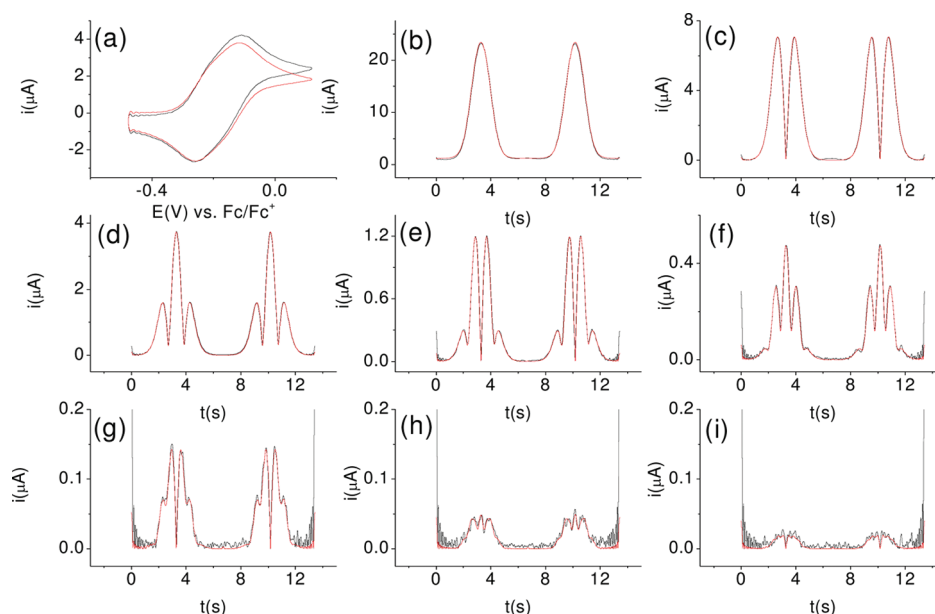 (a)
i(μA)
4
2
0
-2
-0.4
0.0
E(V) vs. Fc/Fc+
(b)
i(μA)
20
10
0
0
4
8
12
t(s)
(c)
i(μA)
8
4
0
0
4
8
12
t(s)
(d)
i(μA)
4
2
0
0
4
8
12
t(s)
(e)
i(μA)
1.2
0.6
0.0
0
4
8
12
t(s)
(f)
i(μA)
0.4
0.0
0
4
8
12
t(s)
(g)
i(μA)
0.2
0.1
0.0
0
4
8
12
t(s)
(h)
i(μA)
0.2
0.1
0.0
0
4
8
12
t(s)
(i)
i(μA)
0.2
0.1
0.0
0
4
8
12
t(s)